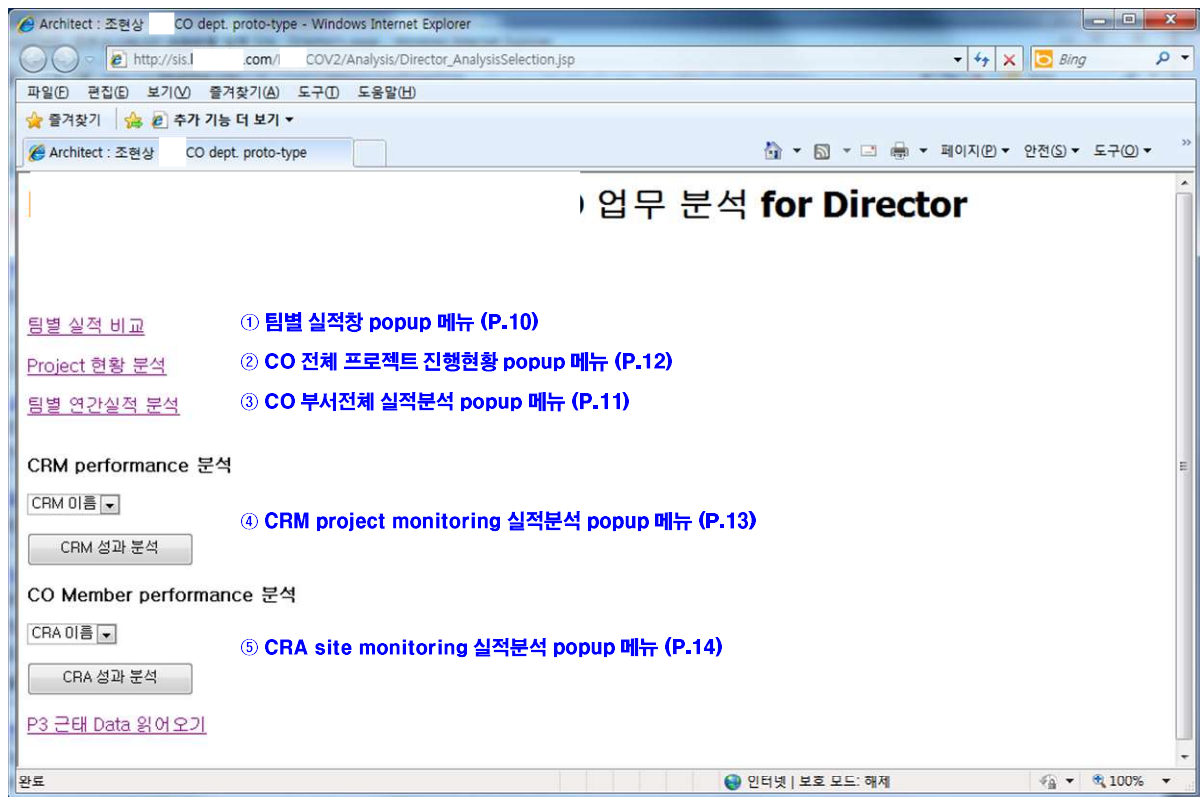 Architect : 조현상 CO dept. proto-type - Windows Internet Explorer
http://sis.l .com/l COV2/Analysis/Director_AnalysisSelection.jsp Bing
파일(F) 편집(E) 보기(V) 즐겨찾기(A) 도구(T) 도움말(H)
즐겨찾기 추가 기능 더 보기
Architect : 조현상 CO dept. proto-type 페이지(P) 안전(S) 도구(O) »
업무 분석 for Director
팀별 실적 비교 ① 팀별 실적창 popup 메뉴 (P.10)
Project 현황 분석 ② CO 전체 프로젝트 진행현황 popup 메뉴 (P.12)
팀별 연간실적 분석 ③ CO 부서전체 실적분석 popup 메뉴 (P.11)
CRM performance 분석
CRM 이름
④ CRM project monitoring 실적분석 popup 메뉴 (P.13)
CRM 성과 분석
CO Member performance 분석
CRA 이름
⑤ CRA site monitoring 실적분석 popup 메뉴 (P.14)
CRA 성과 분석
P3 근태 Data 읽어오기
완료 인터넷 | 보호 모드: 해제 100%